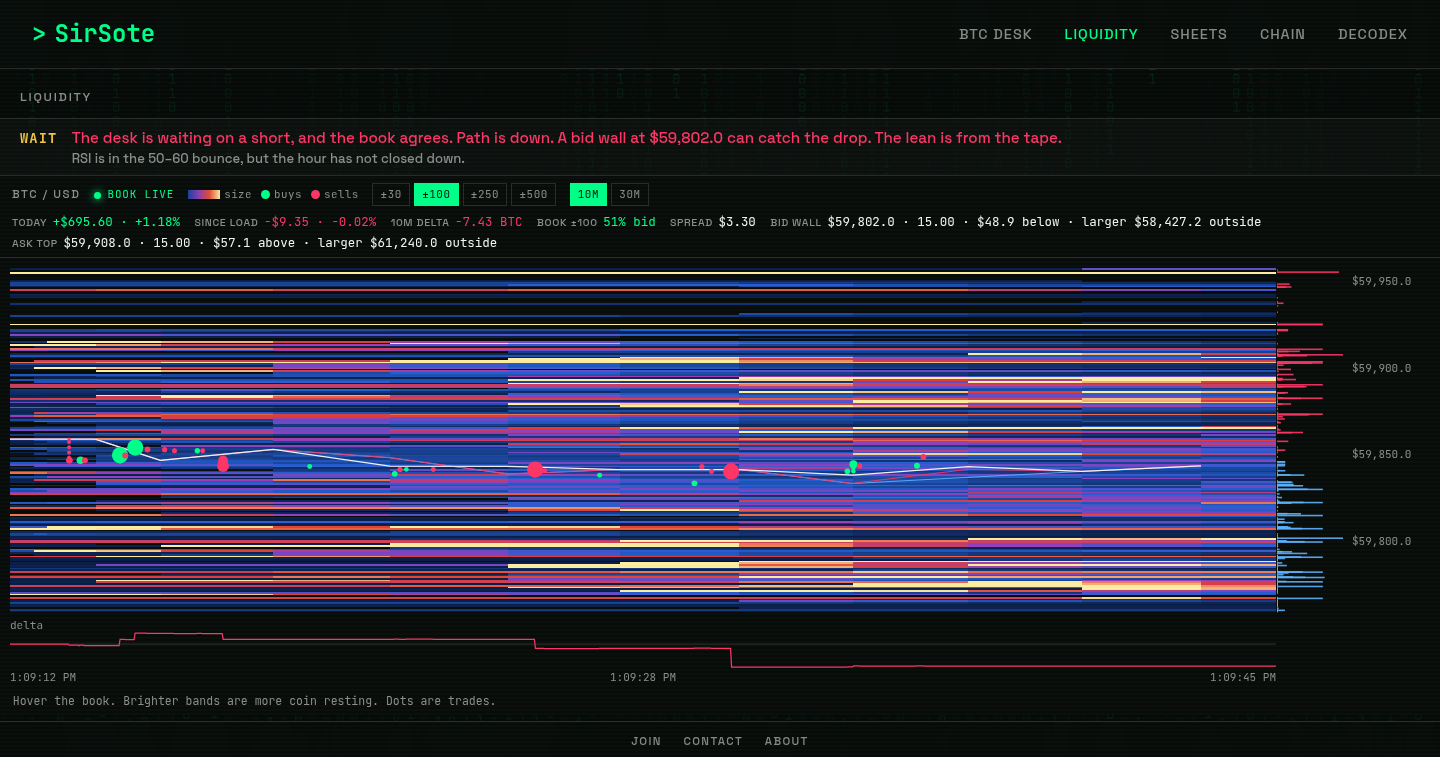 > SirSote
BTC DESK LIQUIDITY SHEETS CHAIN DECODEX
LIQUIDITY
WAIT The desk is waiting on a short, and the book agrees. Path is down. A bid wall at $59,802.0 can catch the drop. The lean is from the tape.
RSI is in the 50–60 bounce, but the hour has not closed down.
BTC / USD BOOK LIVE size buys sells ±30 ±100 ±250 ±500 10M 30M
TODAY +$695.60 · +1.18% SINCE LOAD -$9.35 · -0.02% 10M DELTA -7.43 BTC BOOK ±100 51% bid SPREAD $3.30 BID WALL $59,802.0 · 15.00 · $48.9 below · larger $58,427.2 outside
ASK TOP $59,908.0 · 15.00 · $57.1 above · larger $61,240.0 outside
$59,950.0
$59,900.0
$59,850.0
$59,800.0
delta
1:09:12 PM 1:09:28 PM 1:09:45 PM
Hover the book. Brighter bands are more coin resting. Dots are trades.
JOIN CONTACT ABOUT